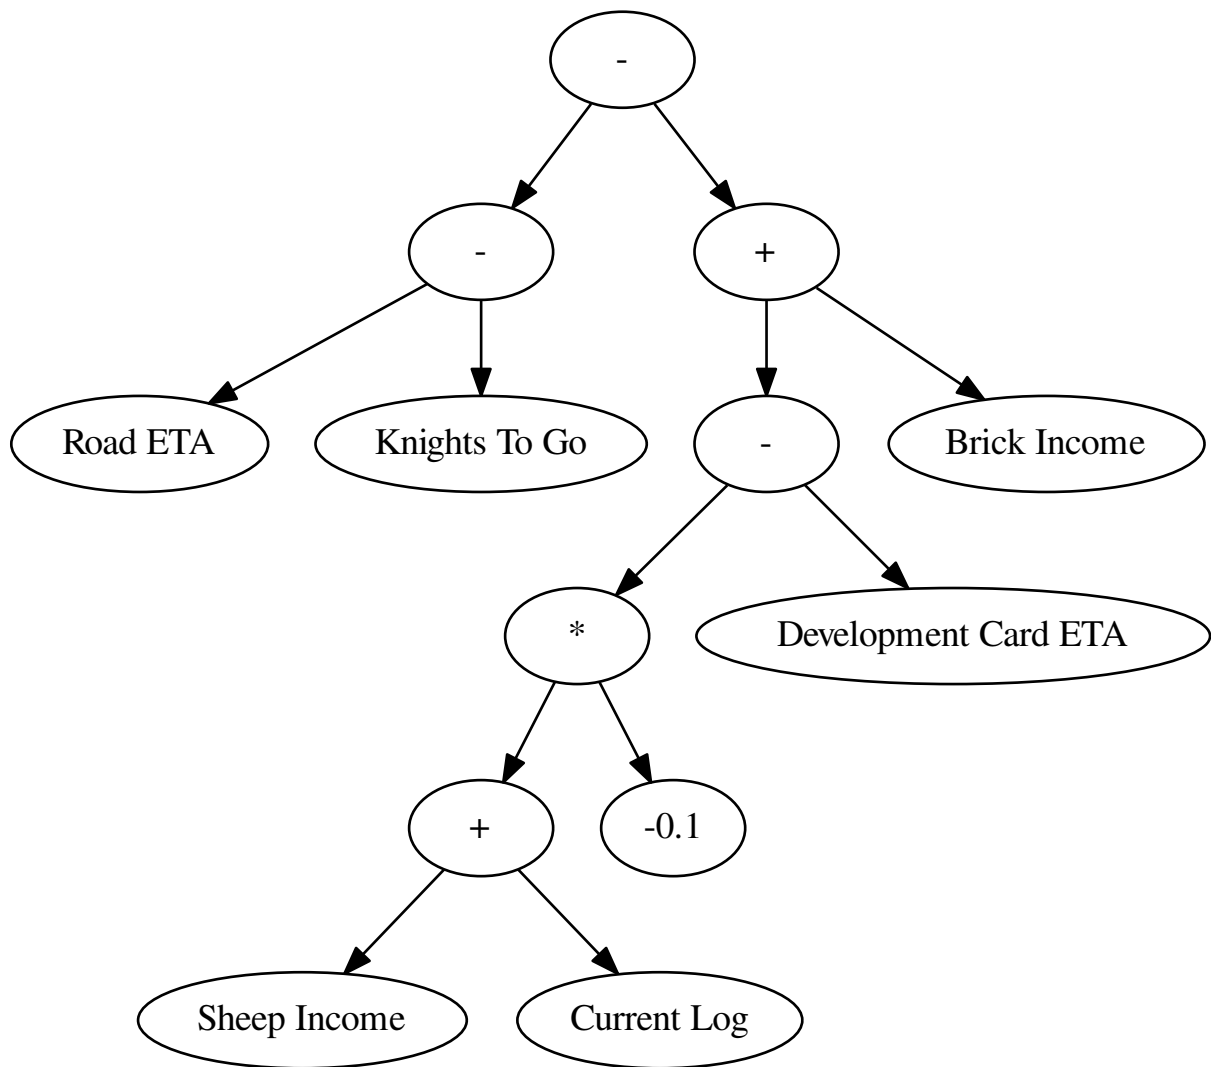 -
-
+
Road ETA
Knights To Go
-
Brick Income
*
Development Card ETA
+
-0.1
Sheep Income
Current Log